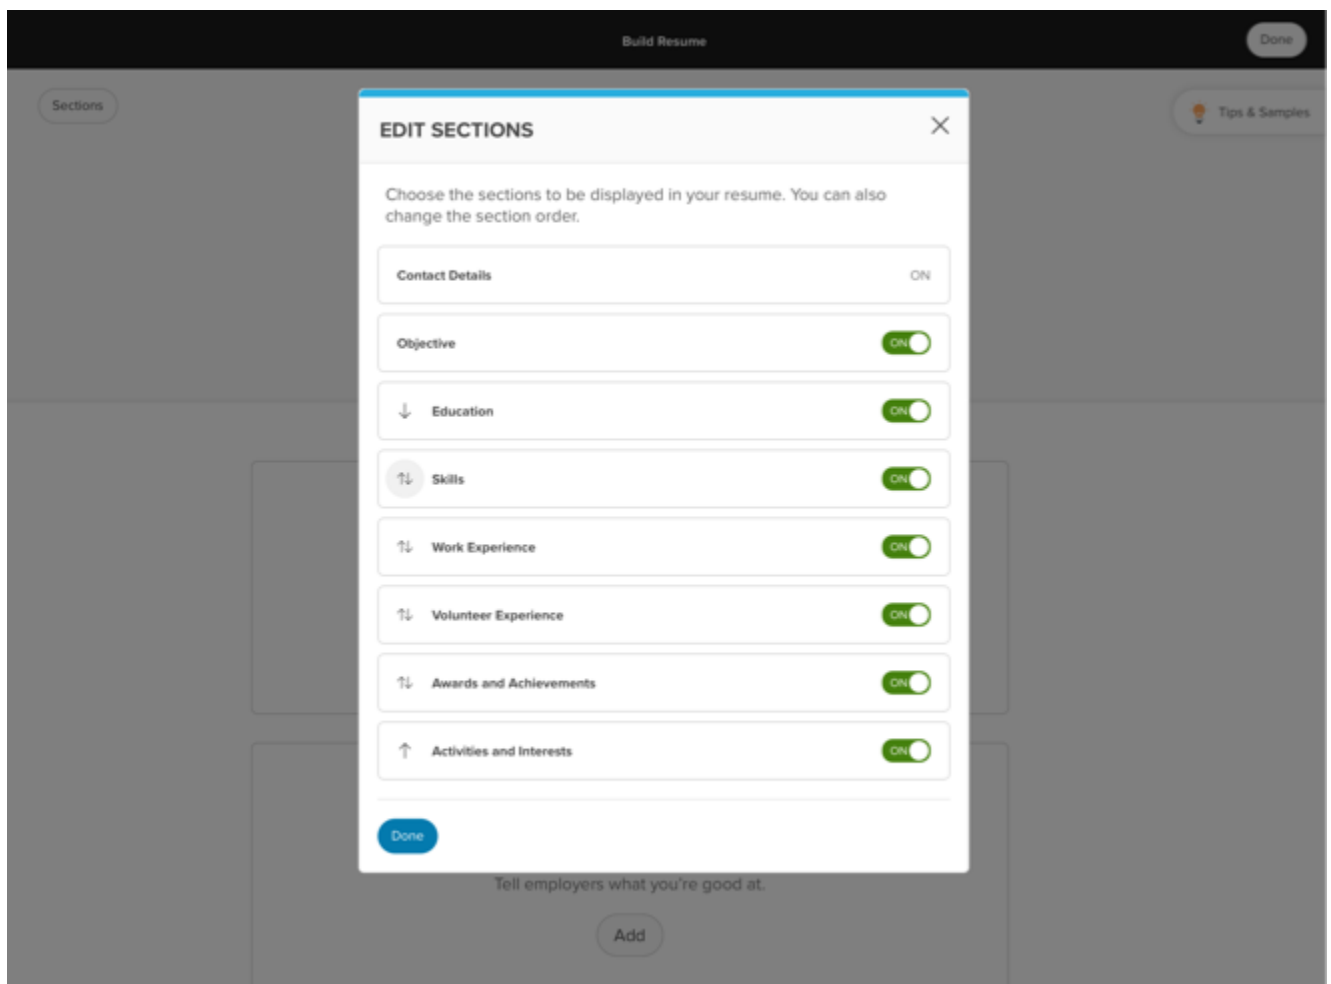 Build Resume
Done
Sections
Tips & Samples
EDIT SECTIONS
Choose the sections to be displayed in your resume. You can also
change the section order.
Contact Details ON
Objective ON
Education ON
Skills ON
Work Experience ON
Volunteer Experience ON
Awards and Achievements ON
Activities and Interests ON
Done
Tell employers what you're good at.
Add